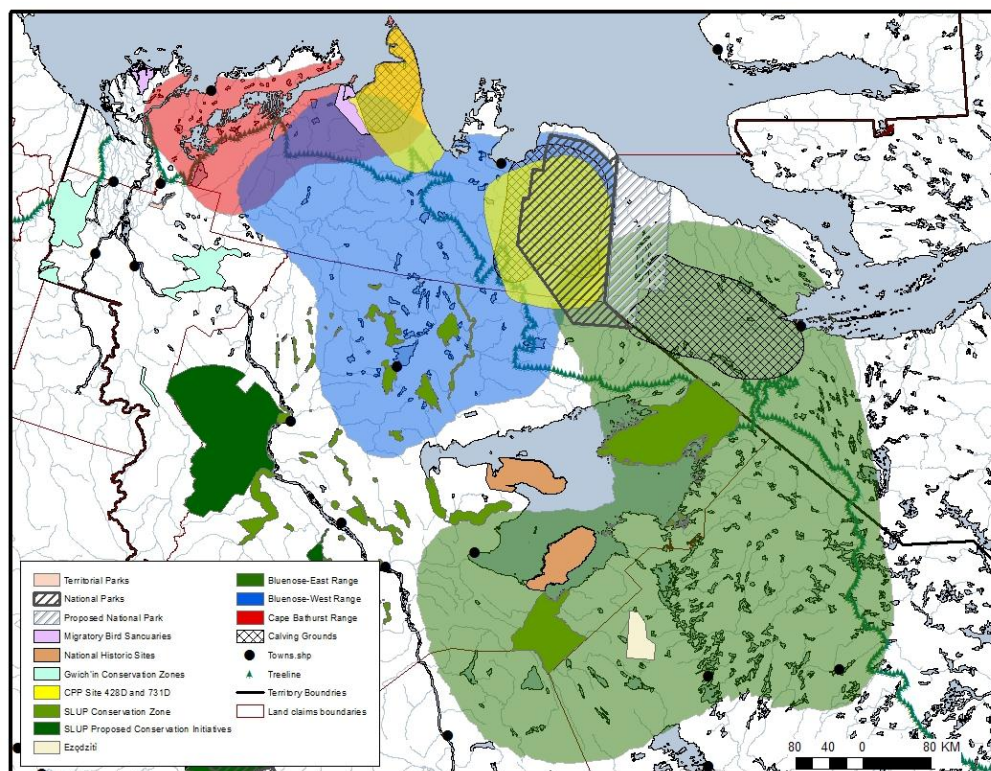 Territorial Parks
National Parks
Proposed National Park
Migratory Bird Sancuaries
National Historic Sites
Gwich'in Conservation Zones
CPP Site 428D and 731D
SLUP Conservation Zone
SLUP Proposed Conservation Initiatives
Ezǫdzítí
Bluenose-East Range
Bluenose-West Range
Cape Bathurst Range
Calving Grounds
Towns.shp
Treeline
Territory Boundries
Land claims boundaries
80 40 0 80 KM